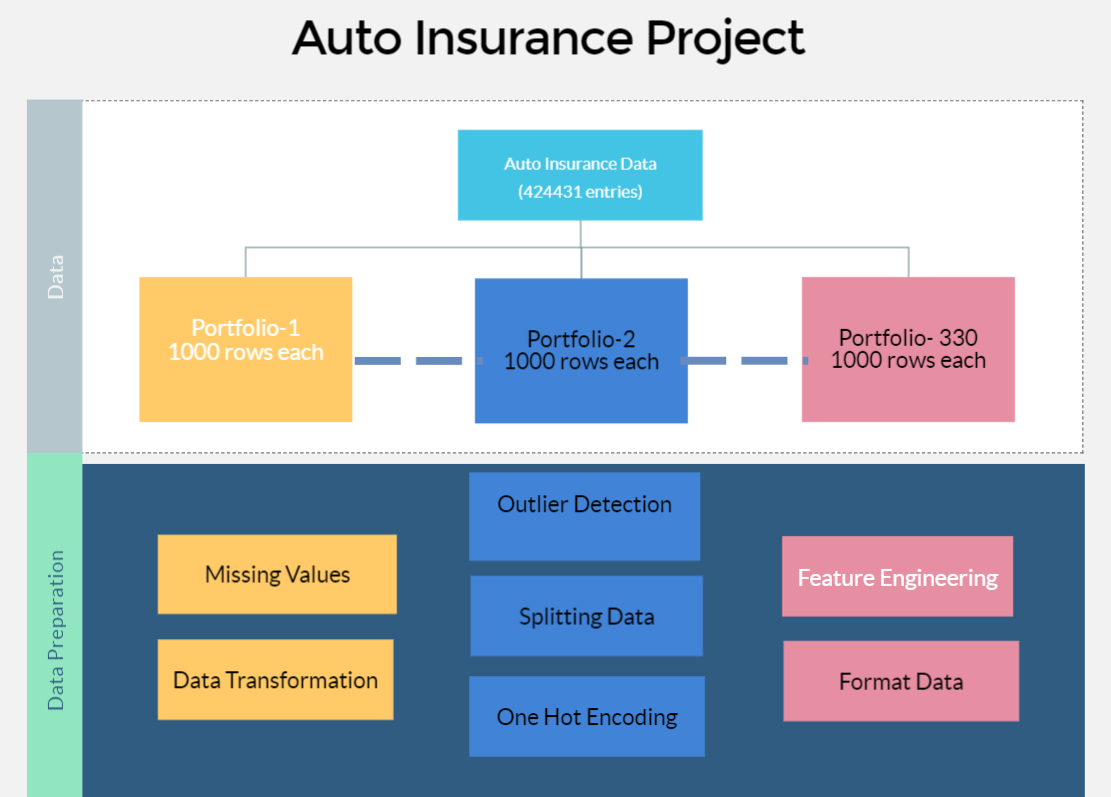 Auto Insurance Project
Data
Auto Insurance Data
(424431 entries)
Portfolio-1
1000 rows each
Portfolio-2
1000 rows each
Portfolio- 330
1000 rows each
Data Preparation
Missing Values
Data Transformation
Outlier Detection
Splitting Data
One Hot Encoding
Feature Engineering
Format Data